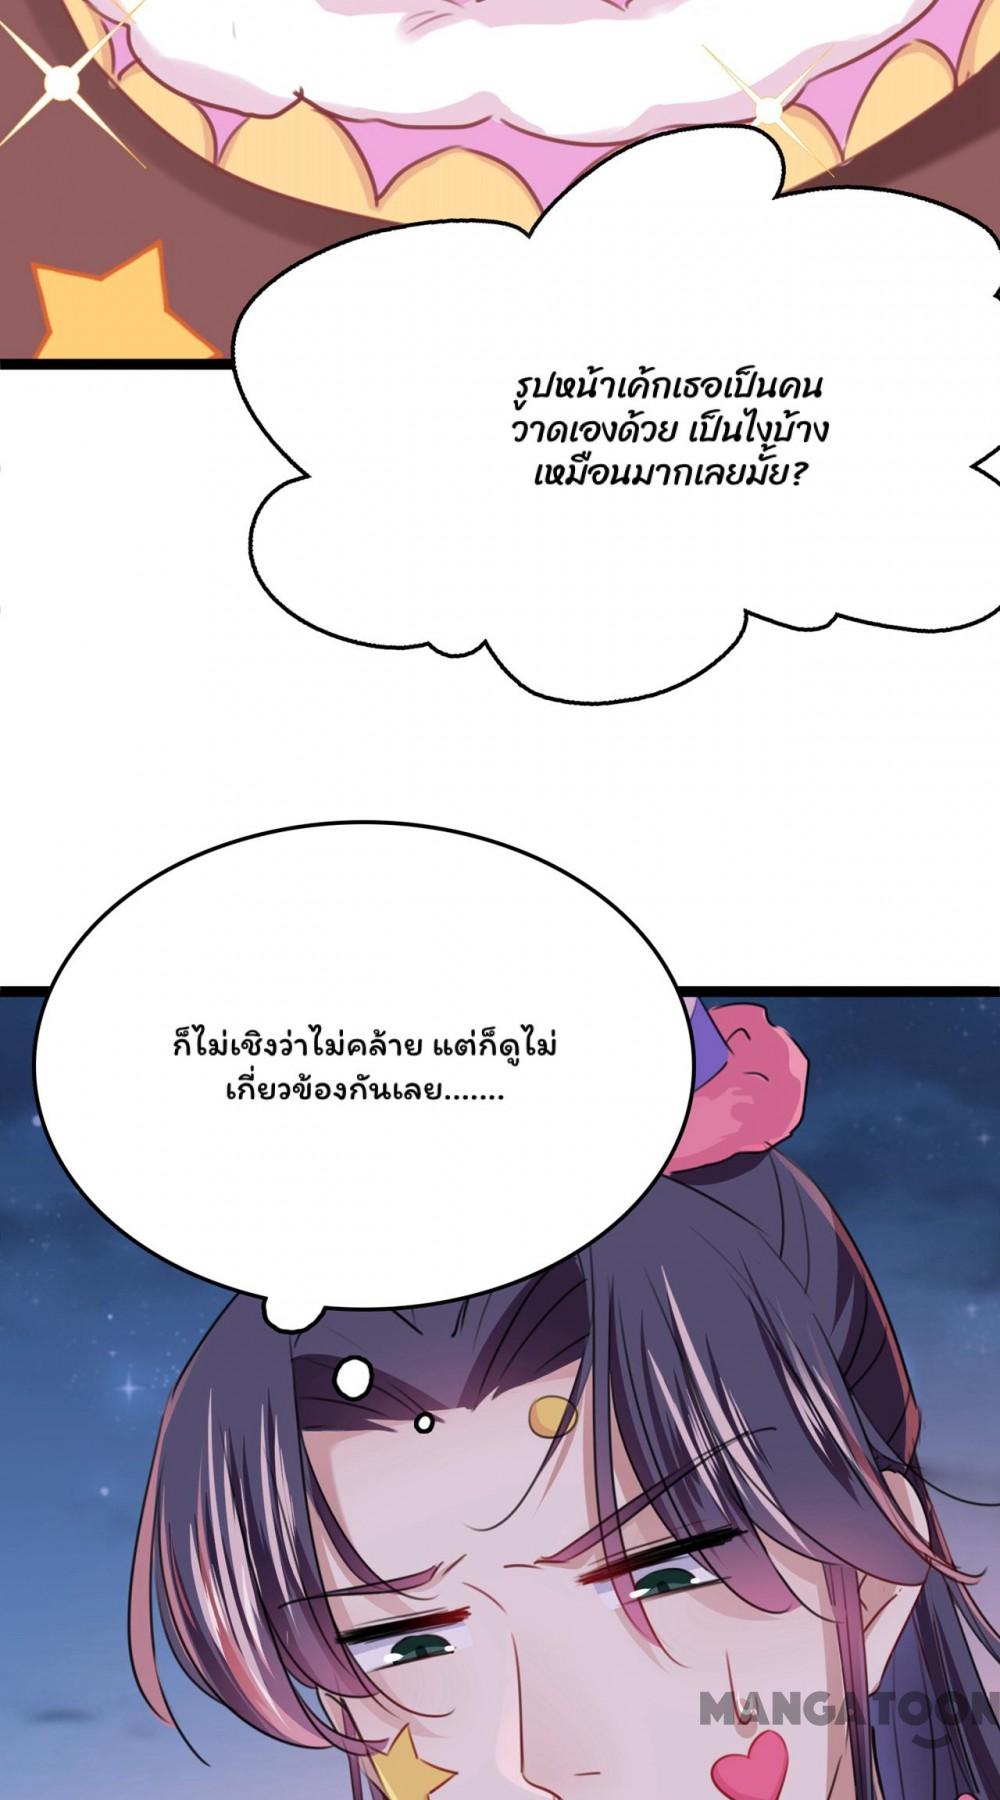 รูปหน้าเค้กเธอเป็นคน
วาดเองด้วย เป็นไงบ้าง
เหมือนมากเลยมั้ย?
ก็ไม่เชิงว่าไม่คล้าย แต่ก็ดูไม่
เกี่ยวข้องกันเลย.......
MANGATOON